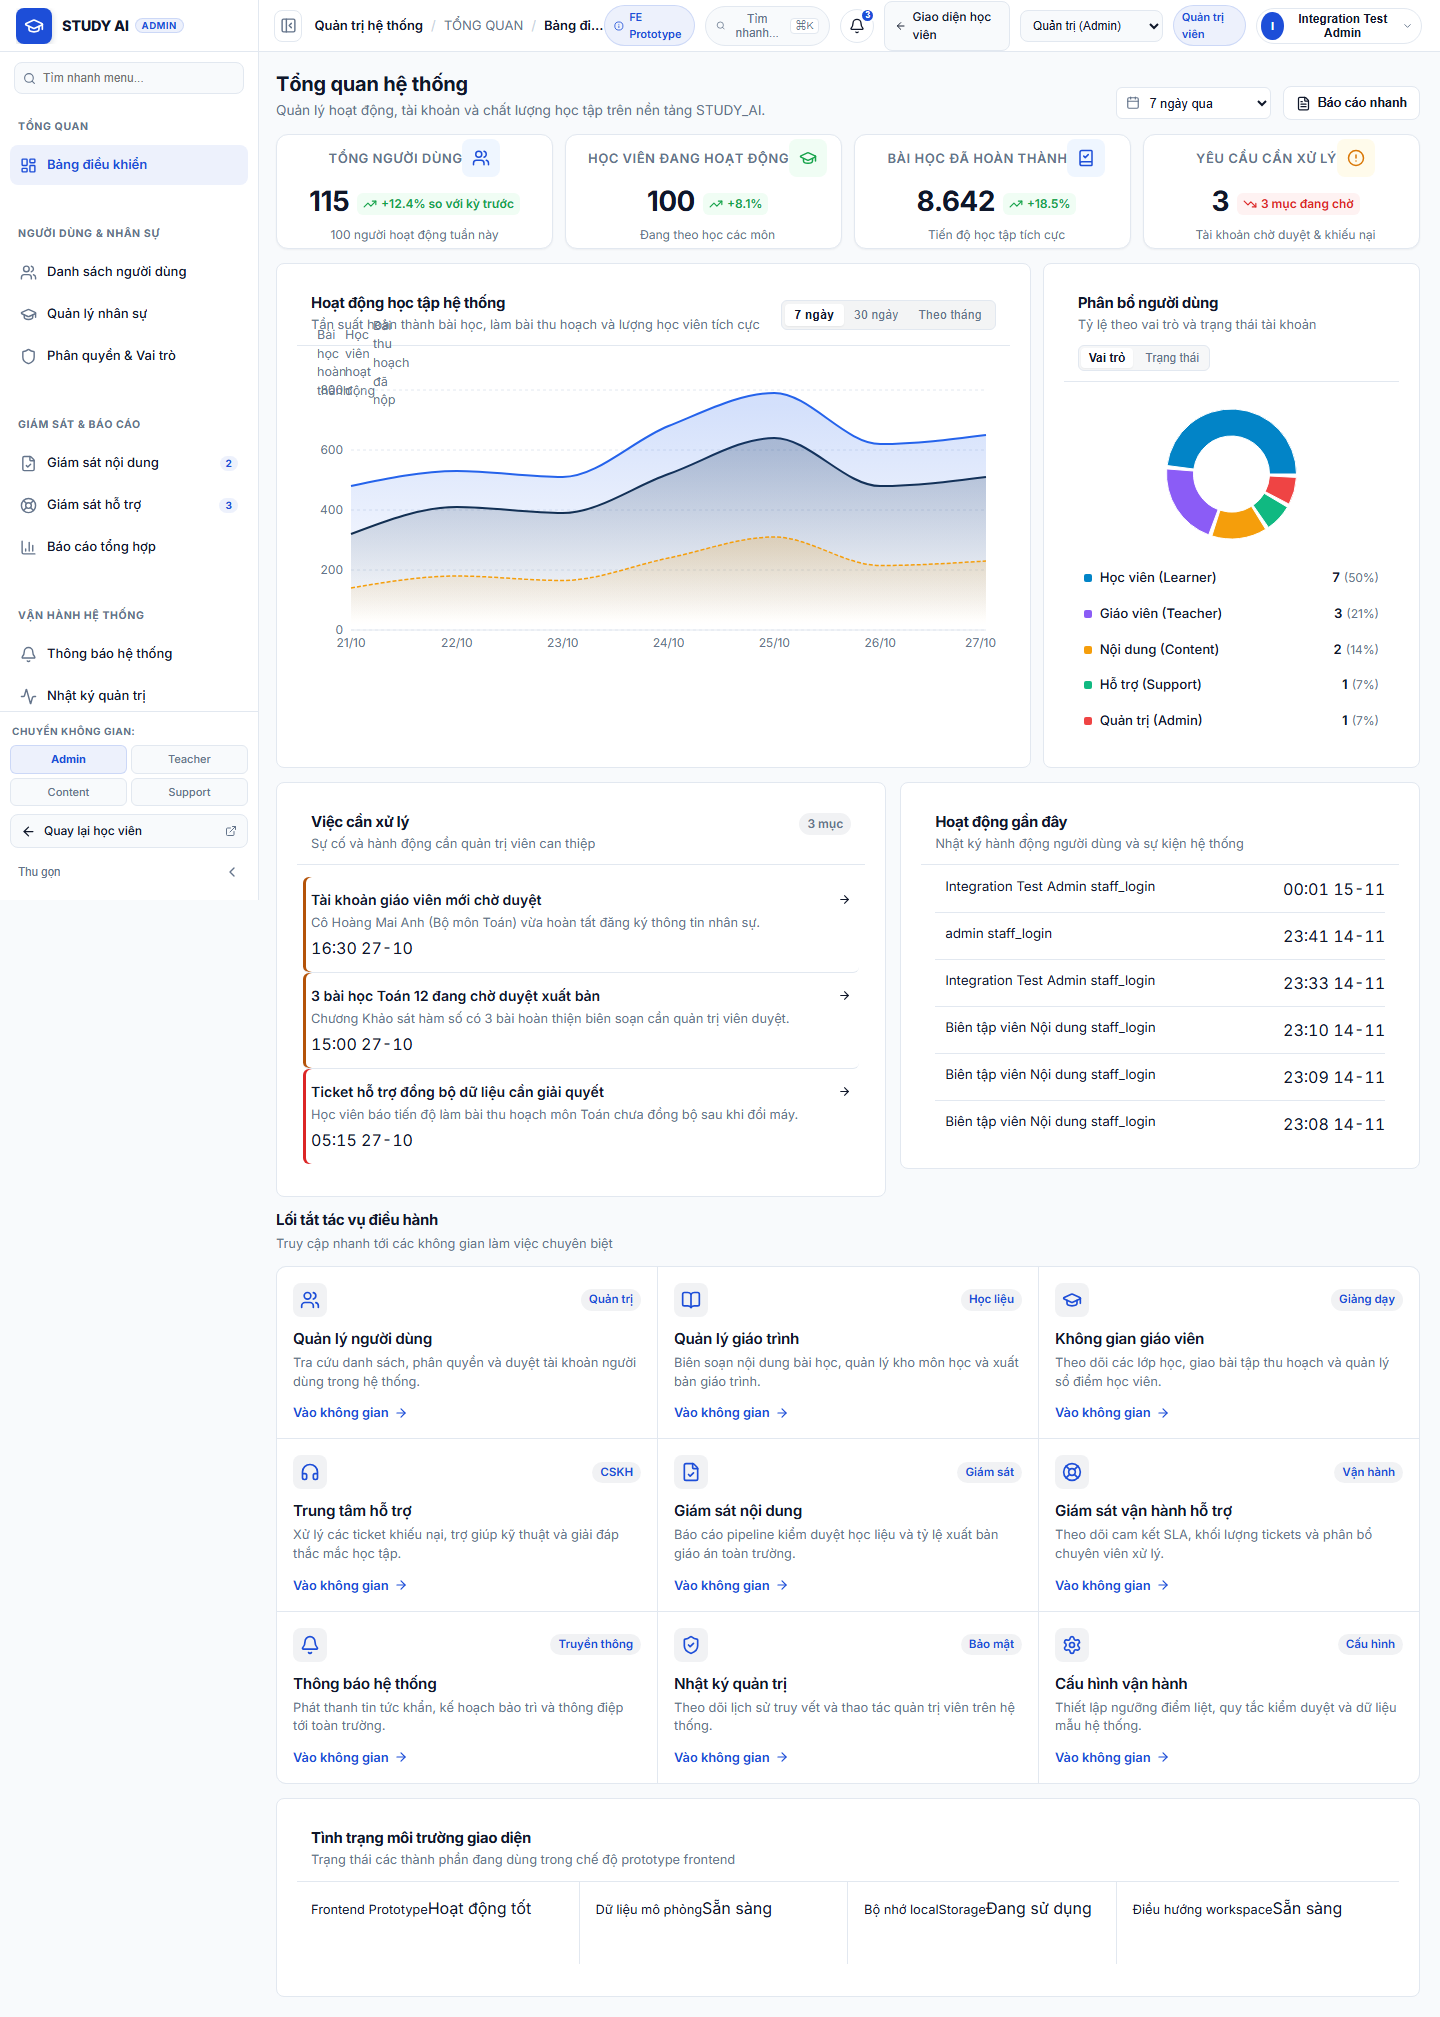 STUDY AI ADMIN
Tìm nhanh menu...
TỔNG QUAN
Bảng điều khiển
NGƯỜI DÙNG & NHÂN SỰ
Danh sách người dùng
Quản lý nhân sự
Phân quyền & Vai trò
GIÁM SÁT & BÁO CÁO
Giám sát nội dung 2
Giám sát hỗ trợ 3
Báo cáo tổng hợp
VẬN HÀNH HỆ THỐNG
Thông báo hệ thống
Nhật ký quản trị
CHUYỂN KHÔNG GIAN:
Admin Teacher
Content Support
Quay lại học viên
Thu gọn
Quản trị hệ thống / TỔNG QUAN / Bảng đi...
FE
Prototype
Tìm
nhanh...
⌘K
3
Giao diện học
viên
Quản trị (Admin)
Quản trị
viên
I
Integration Test
Admin
Tổng quan hệ thống
Quản lý hoạt động, tài khoản và chất lượng học tập trên nền tảng STUDY_AI.
7 ngày qua
Báo cáo nhanh
TỔNG NGƯỜI DÙNG
115 +12.4% so với kỳ trước
100 người hoạt động tuần này
HỌC VIÊN ĐANG HOẠT ĐỘNG
100 +8.1%
Đang theo học các môn
BÀI HỌC ĐÃ HOÀN THÀNH
8.642 +18.5%
Tiến độ học tập tích cực
YÊU CẦU CẦN XỬ LÝ
3 3 mục đang chờ
Tài khoản chờ duyệt & khiếu nại
Hoạt động học tập hệ thống
Tần suất hoàn thành bài học, làm bài thu hoạch và lượng học viên tích cực
7 ngày 30 ngày Theo tháng
Bài
học
hoàn
thành
Học
viên
hoạt
động
Bài
thu
hoạch
đã
nộp
800
600
400
200
0
21/10 22/10 23/10 24/10 25/10 26/10 27/10
Phân bổ người dùng
Tỷ lệ theo vai trò và trạng thái tài khoản
Vai trò Trạng thái
Học viên (Learner) 7 (50%)
Giáo viên (Teacher) 3 (21%)
Nội dung (Content) 2 (14%)
Hỗ trợ (Support) 1 (7%)
Quản trị (Admin) 1 (7%)
Việc cần xử lý
Sự cố và hành động cần quản trị viên can thiệp
3 mục
Tài khoản giáo viên mới chờ duyệt
Cô Hoàng Mai Anh (Bộ môn Toán) vừa hoàn tất đăng ký thông tin nhân sự.
16:30 27-10
3 bài học Toán 12 đang chờ duyệt xuất bản
Chương Khảo sát hàm số có 3 bài hoàn thiện biên soạn cần quản trị viên duyệt.
15:00 27-10
Ticket hỗ trợ đồng bộ dữ liệu cần giải quyết
Học viên báo tiến độ làm bài thu hoạch môn Toán chưa đồng bộ sau khi đổi máy.
05:15 27-10
Hoạt động gần đây
Nhật ký hành động người dùng và sự kiện hệ thống
Integration Test Admin staff_login 00:01 15-11
admin staff_login 23:41 14-11
Integration Test Admin staff_login 23:33 14-11
Biên tập viên Nội dung staff_login 23:10 14-11
Biên tập viên Nội dung staff_login 23:09 14-11
Biên tập viên Nội dung staff_login 23:08 14-11
Lối tắt tác vụ điều hành
Truy cập nhanh tới các không gian làm việc chuyên biệt
Quản trị
Quản lý người dùng
Tra cứu danh sách, phân quyền và duyệt tài khoản người
dùng trong hệ thống.
Vào không gian
Học liệu
Quản lý giáo trình
Biên soạn nội dung bài học, quản lý kho môn học và xuất
bản giáo trình.
Vào không gian
Giảng dạy
Không gian giáo viên
Theo dõi các lớp học, giao bài tập thu hoạch và quản lý
sổ điểm học viên.
Vào không gian
CSKH
Trung tâm hỗ trợ
Xử lý các ticket khiếu nại, trợ giúp kỹ thuật và giải đáp
thắc mắc học tập.
Vào không gian
Giám sát
Giám sát nội dung
Báo cáo pipeline kiểm duyệt học liệu và tỷ lệ xuất bản
giáo án toàn trường.
Vào không gian
Vận hành
Giám sát vận hành hỗ trợ
Theo dõi cam kết SLA, khối lượng tickets và phân bổ
chuyên viên xử lý.
Vào không gian
Truyền thông
Thông báo hệ thống
Phát thanh tin tức khẩn, kế hoạch bảo trì và thông điệp
tới toàn trường.
Vào không gian
Bảo mật
Nhật ký quản trị
Theo dõi lịch sử truy vết và thao tác quản trị viên trên hệ
thống.
Vào không gian
Cấu hình
Cấu hình vận hành
Thiết lập ngưỡng điểm liệt, quy tắc kiểm duyệt và dữ liệu
mẫu hệ thống.
Vào không gian
Tình trạng môi trường giao diện
Trạng thái các thành phần đang dùng trong chế độ prototype frontend
Frontend PrototypeHoạt động tốt
Dữ liệu mô phỏngSẵn sàng
Bộ nhớ localStorageĐang sử dụng
Điều hướng workspaceSẵn sàng